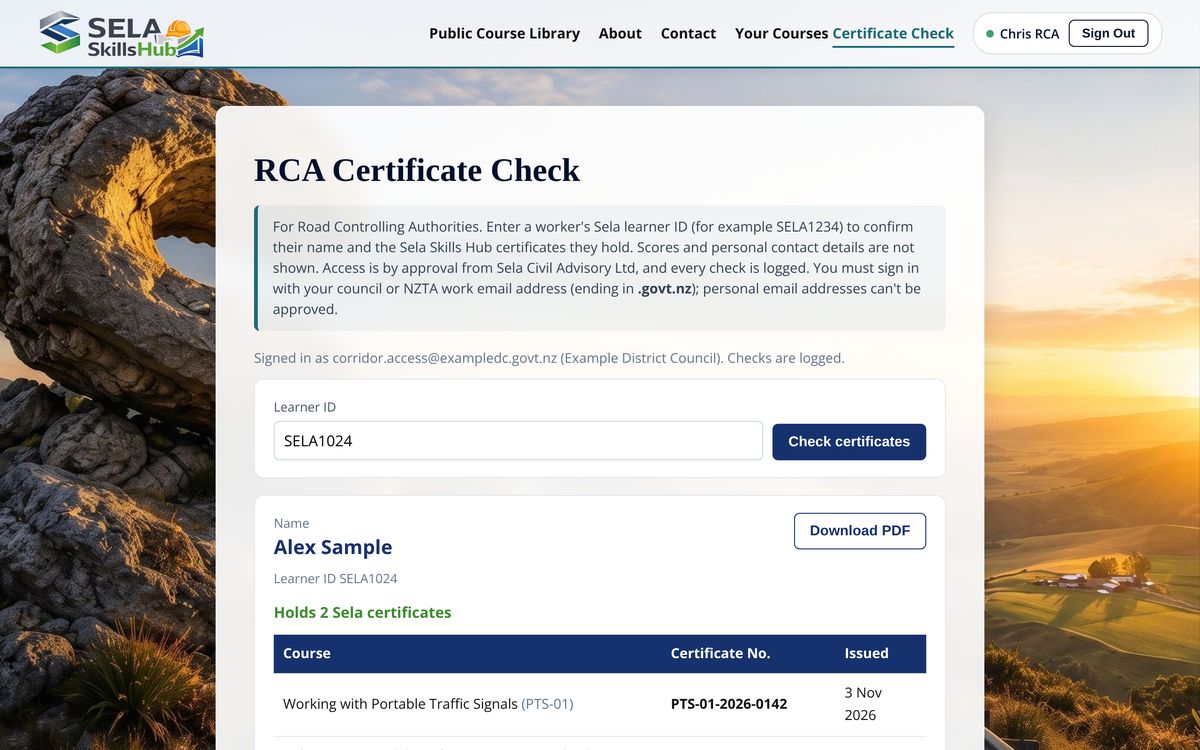 SELA
SkillsHub
Public Course Library About Contact Your Courses Certificate Check Chris RCA Sign Out
RCA Certificate Check
For Road Controlling Authorities. Enter a worker's Sela learner ID (for example SELA1234) to confirm
their name and the Sela Skills Hub certificates they hold. Scores and personal contact details are not
shown. Access is by approval from Sela Civil Advisory Ltd, and every check is logged. You must sign in
with your council or NZTA work email address (ending in .govt.nz); personal email addresses can't be
approved.
Signed in as corridor.access@exampledc.govt.nz (Example District Council). Checks are logged.
Learner ID
SELA1024
Check certificates
Name
Download PDF
Alex Sample
Learner ID SELA1024
Holds 2 Sela certificates
Course Certificate No. Issued
Working with Portable Traffic Signals (PTS-01) PTS-01-2026-0142 3 Nov
2026